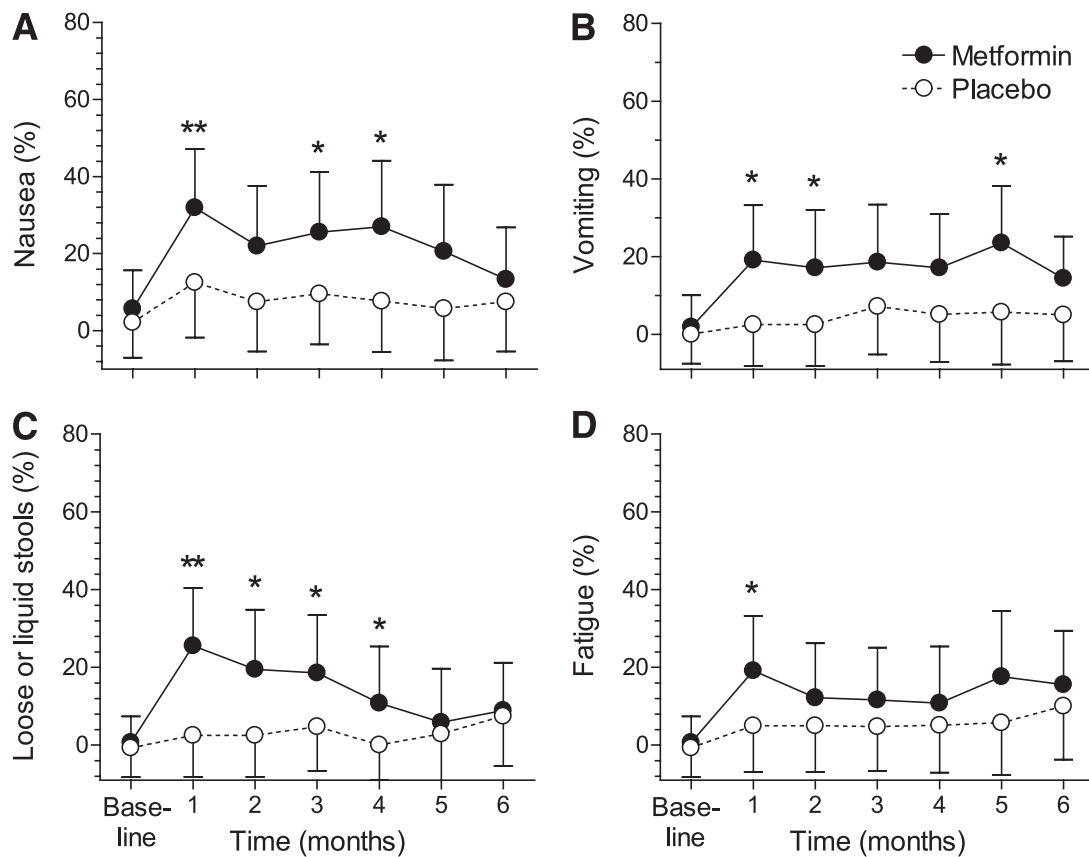 A
80
60
40
20
0
Nausea (%)
**
*
*
B
80
60
40
20
0
Vomiting (%)
Metformin
Placebo
*
*
*
C
80
60
40
20
0
Loose or liquid stools (%)
**
*
*
*
Base-
line
1 2 3 4 5 6
Time (months)
D
80
60
40
20
0
Fatigue (%)
*
Base-
line
1 2 3 4 5 6
Time (months)